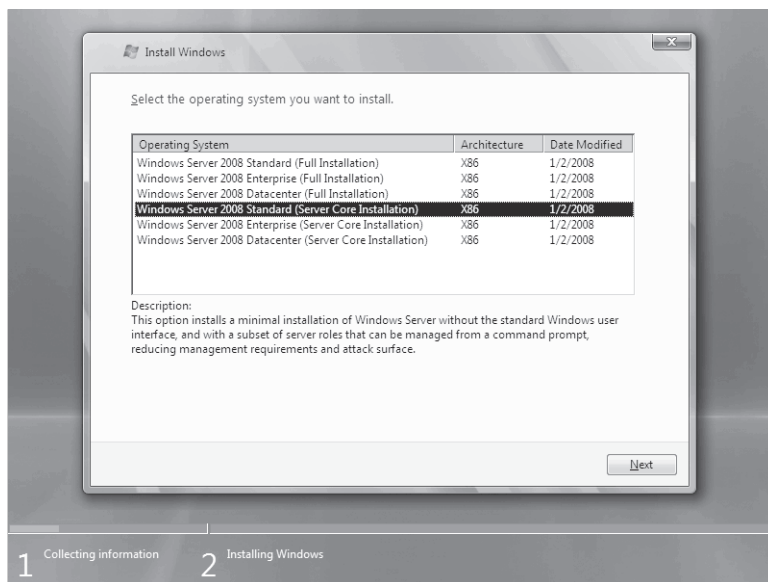 Install Windows
Select the operating system you want to install.
Operating System Architecture Date Modified
Windows Server 2008 Standard (Full Installation) X86 1/2/2008
Windows Server 2008 Enterprise (Full Installation) X86 1/2/2008
Windows Server 2008 Datacenter (Full Installation) X86 1/2/2008
Windows Server 2008 Standard (Server Core Installation) X86 1/2/2008
Windows Server 2008 Enterprise (Server Core Installation) X86 1/2/2008
Windows Server 2008 Datacenter (Server Core Installation) X86 1/2/2008
Description:
This option installs a minimal installation of Windows Server without the standard Windows user
interface, and with a subset of server roles that can be managed from a command prompt,
reducing management requirements and attack surface.
Next
1 Collecting information 2 Installing Windows